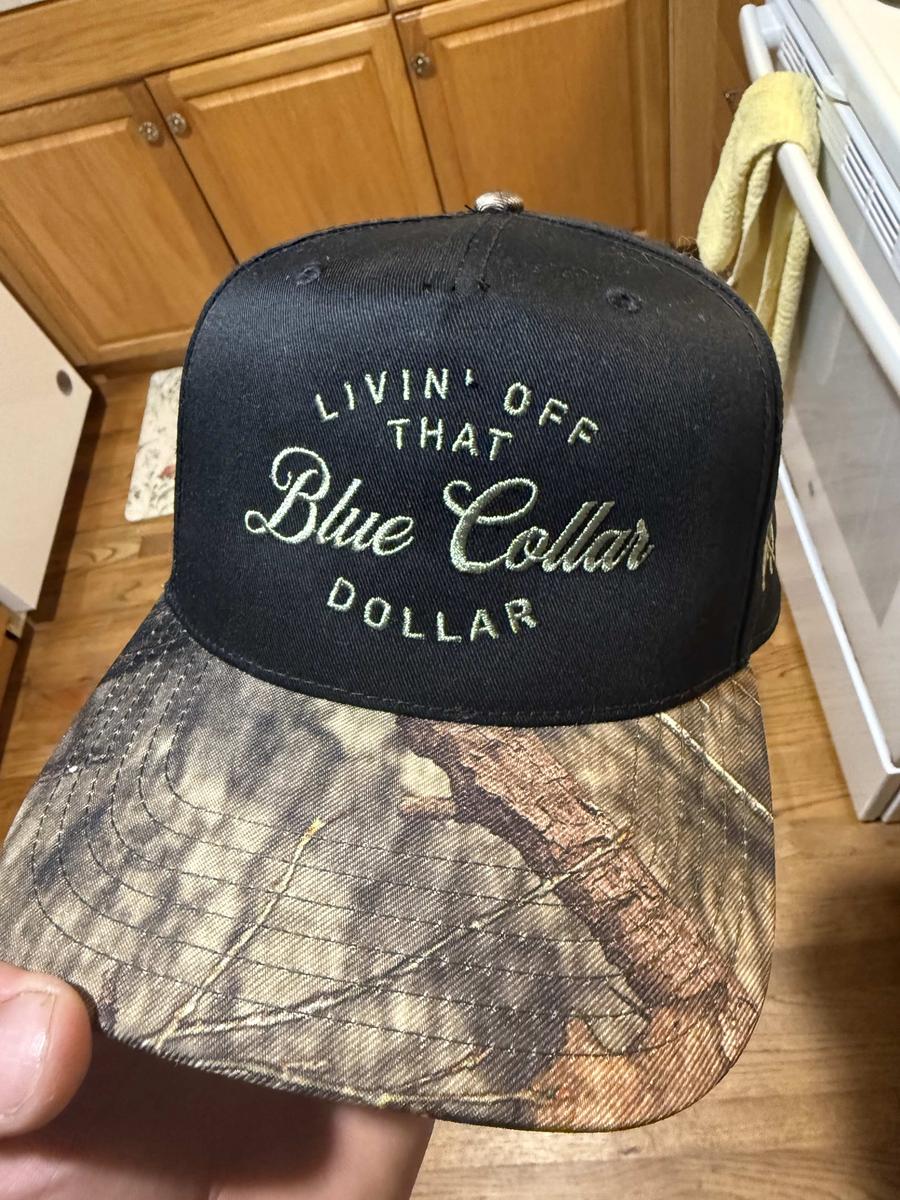 LIVIN' OFF
THAT
Blue Collar
DOLLAR